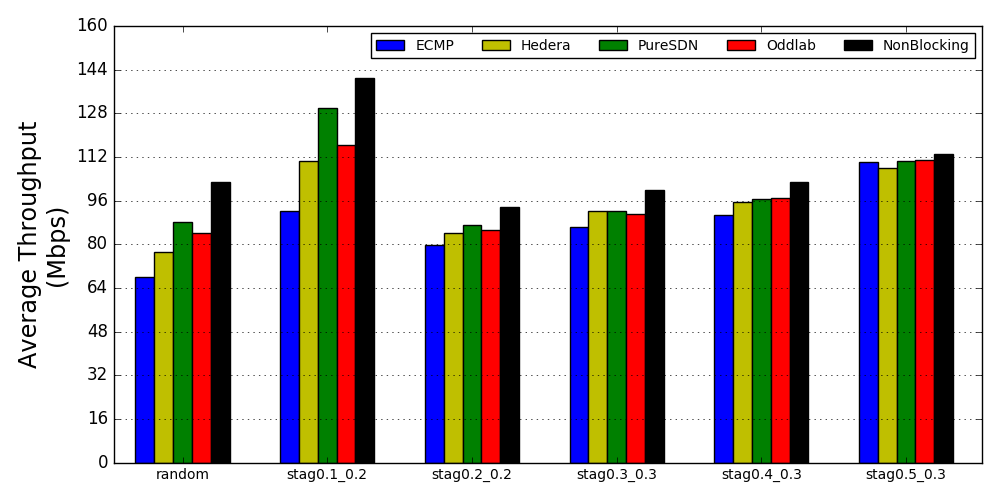 ECMP Hedera PureSDN Oddlab NonBlocking
Average Throughput
(Mbps)
160
144
128
112
96
80
64
48
32
16
0
random stag0.1_0.2 stag0.2_0.2 stag0.3_0.3 stag0.4_0.3 stag0.5_0.3